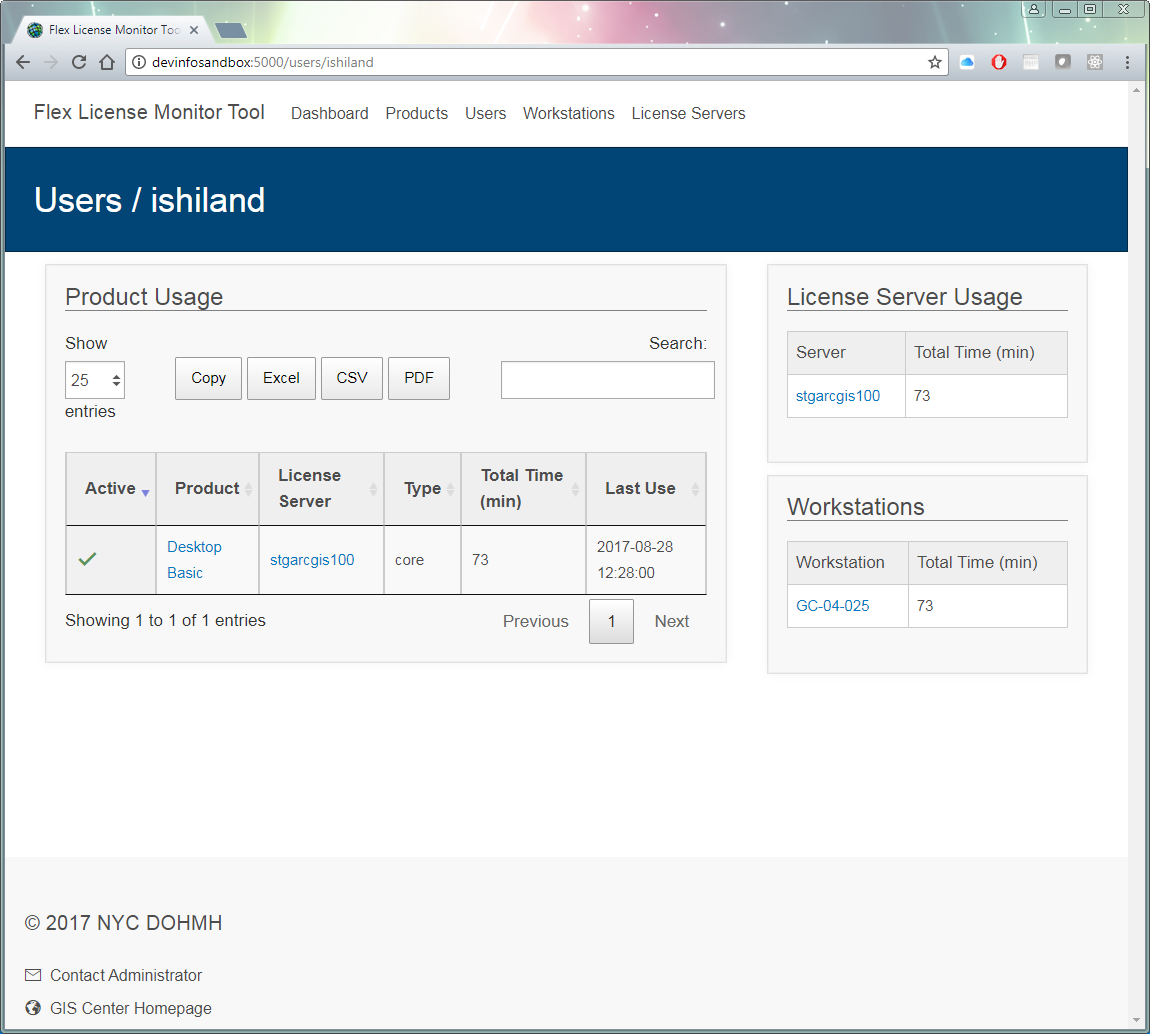 Flex License Monitor Too
devinfosandbox:5000/users/ishiland
Flex License Monitor Tool Dashboard Products Users Workstations License Servers
Users / ishiland
Product Usage
Show
25
entries
Copy Excel CSV PDF
Search:
Active Product License Server Type Total Time (min) Last Use
Desktop Basic stgarcgis100 core 73 2017-08-28 12:28:00
Showing 1 to 1 of 1 entries
Previous 1 Next
License Server Usage
Server Total Time (min)
stgarcgis100 73
Workstations
Workstation Total Time (min)
GC-04-025 73
© 2017 NYC DOHMH
Contact Administrator
GIS Center Homepage